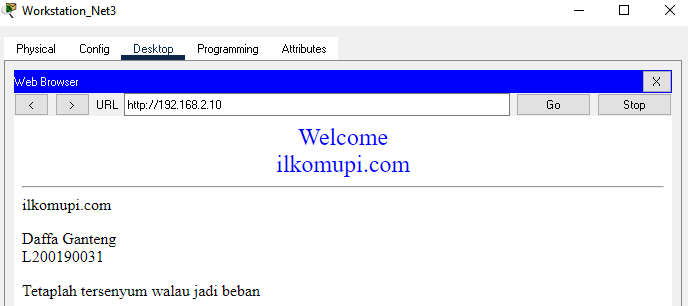 Workstation_Net3
Physical Config Desktop Programming Attributes
Web Browser X
< > URL http://192.168.2.10 Go Stop
Welcome
ilkomupi.com
ilkomupi.com
Daffa Ganteng
L200190031
Tetaplah tersenyum walau jadi beban